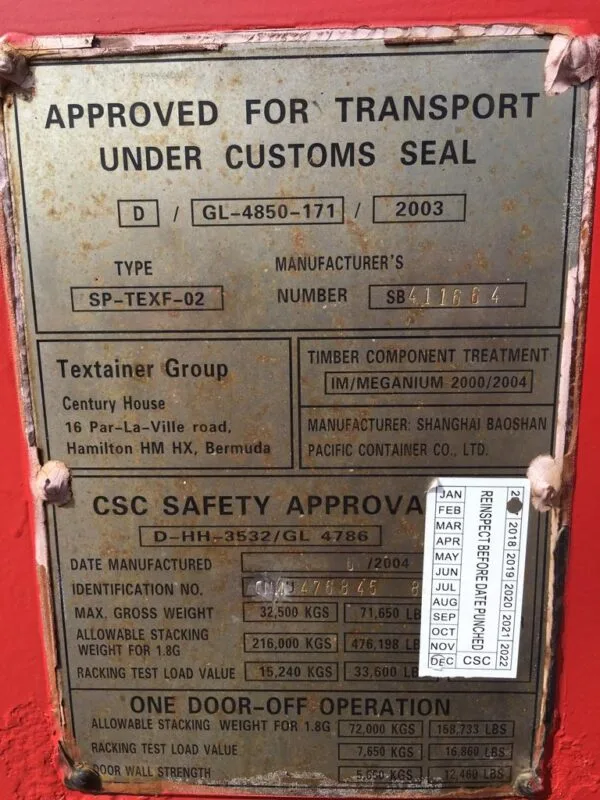 APPROVED FOR TRANSPORT
UNDER CUSTOMS SEAL
D / GL-4850-171 / 2003
TYPE
SP-TEXF-02
MANUFACTURER'S
NUMBER SB411664
Textainer Group
Century House
16 Par-La-Ville road,
Hamilton HM HX, Bermuda
TIMBER COMPONENT TREATMENT
IM/MEGANIUM 2000/2004
MANUFACTURER: SHANGHAI BAOSHAN
PACIFIC CONTAINER CO., LTD.
CSC SAFETY APPROVA
D-HH-3532/GL 4786
DATE MANUFACTURED /2004
IDENTIFICATION NO. 8
MAX. GROSS WEIGHT 32,500 KGS 71,650 LB
ALLOWABLE STACKING
WEIGHT FOR 1.8G 216,000 KGS 476,198 LB
RACKING TEST LOAD VALUE 15,240 KGS 33,600 LB
ONE DOOR-OFF OPERATION
ALLOWABLE STACKING WEIGHT FOR 1.8G 72,000 KGS 158,733 LBS
RACKING TEST LOAD VALUE 7,650 KGS 16,860 LBS
DOOR WALL STRENGTH 5,650 KGS 12,460 LBS
JAN
FEB
MAR
APR
MAY
JUN
JUL
AUG
SEP
OCT
NOV
DEC
REINSPECT BEFORE DATE PUNCHED
CSC
2018
2019
2020
2021
2022